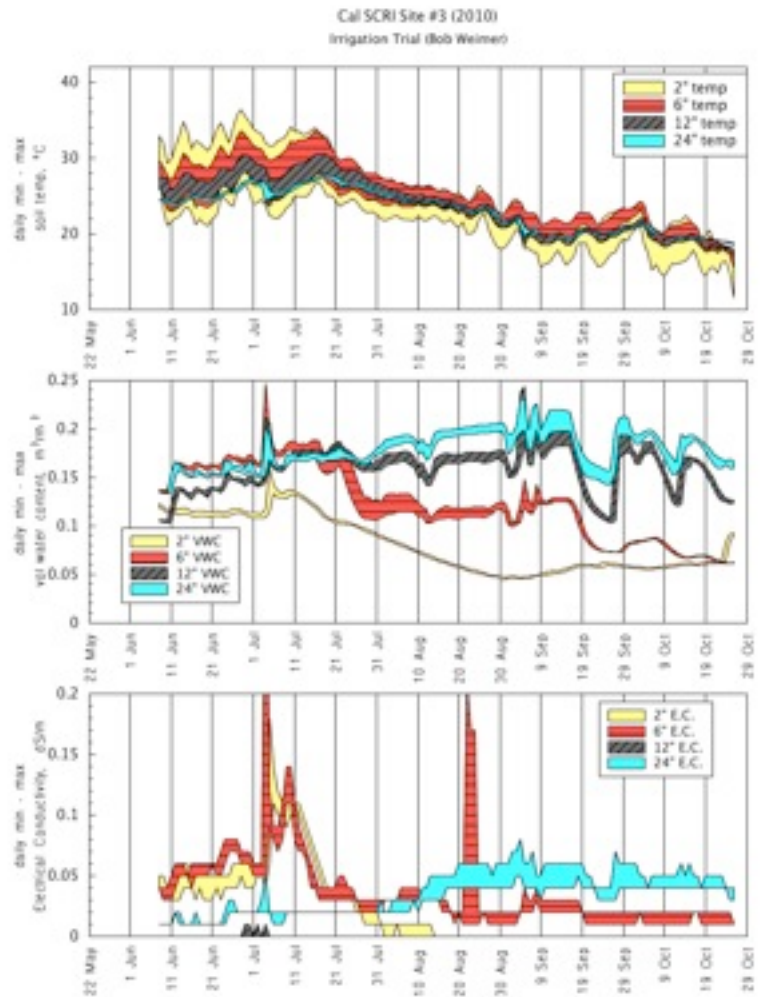 Cal SCRI Site #3 (2010)
Irrigation Trial (Bob Weimer)
daily min - max
soil temp, °C
40
30
20
10
2" temp
6" temp
12" temp
24" temp
22 May
1 Jun
11 Jun
21 Jun
1 Jul
11 Jul
21 Jul
31 Jul
10 Aug
20 Aug
30 Aug
9 Sep
19 Sep
29 Sep
9 Oct
19 Oct
29 Oct
daily min - max
vol water content, m³/m³
0.25
0.2
0.15
0.1
0.05
0
2" VWC
6" VWC
12" VWC
24" VWC
22 May
1 Jun
11 Jun
21 Jun
1 Jul
11 Jul
21 Jul
31 Jul
10 Aug
20 Aug
30 Aug
9 Sep
19 Sep
29 Sep
9 Oct
19 Oct
29 Oct
daily min - max
Electrical Conductivity, dS/m
0.2
0.15
0.1
0.05
0
2" E.C.
6" E.C.
12" E.C.
24" E.C.
22 May
1 Jun
11 Jun
21 Jun
1 Jul
11 Jul
21 Jul
31 Jul
10 Aug
20 Aug
30 Aug
9 Sep
19 Sep
29 Sep
9 Oct
19 Oct
29 Oct